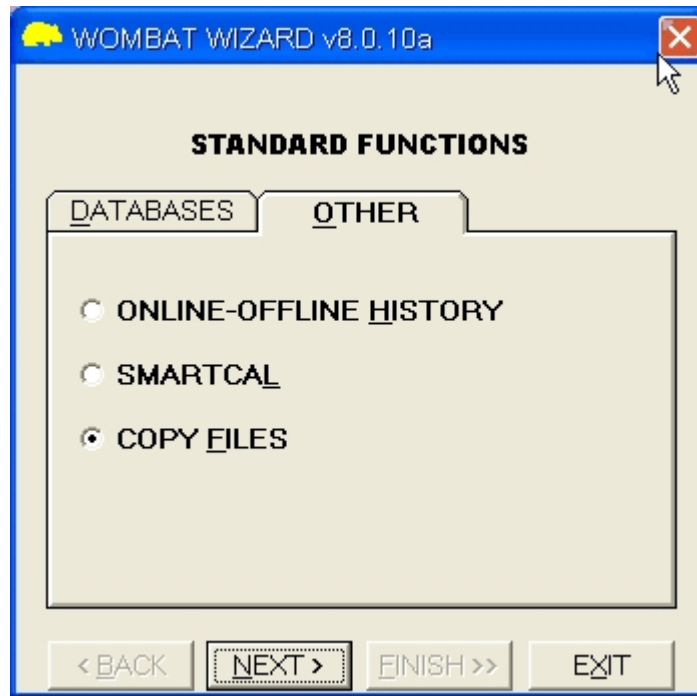 WOMBAT WIZARD v8.0.10a
STANDARD FUNCTIONS
DATABASES OTHER
ONLINE-OFFLINE HISTORY
SMARTCAL
COPY FILES
< BACK NEXT > FINISH >> EXIT